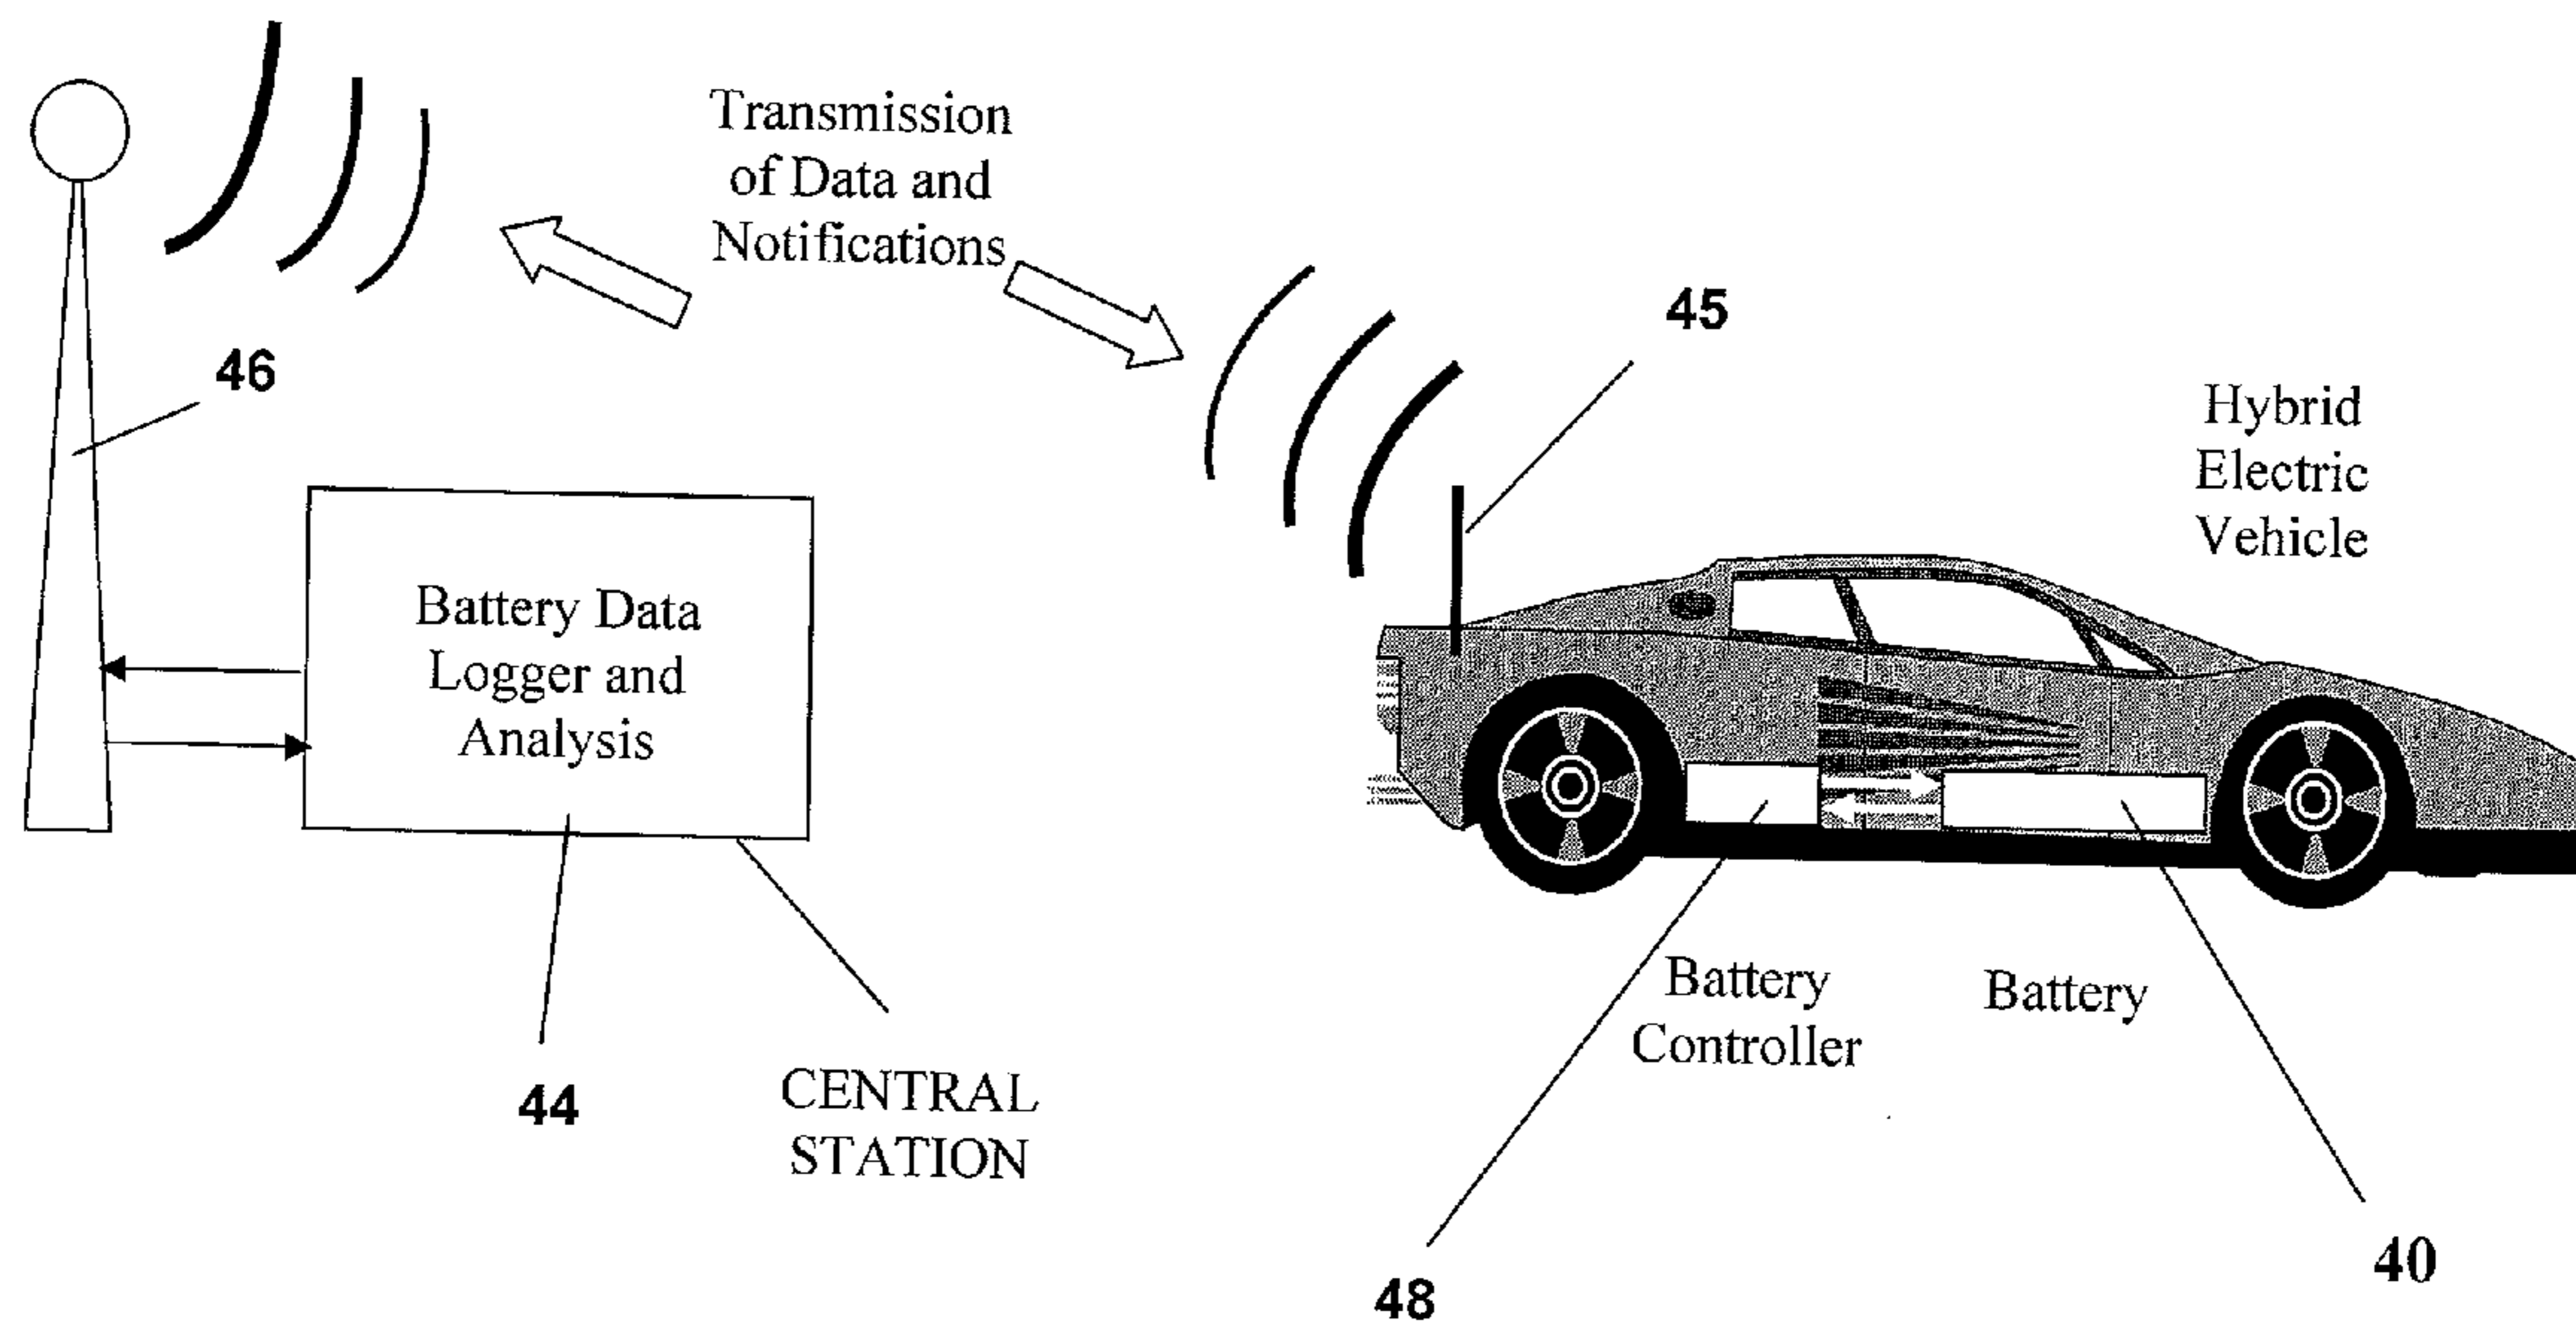 Transmission
of Data and
Notifications
46
45
Hybrid
Electric
Vehicle
Battery Data
Logger and
Analysis
44
CENTRAL
STATION
Battery
Controller
Battery
48
40